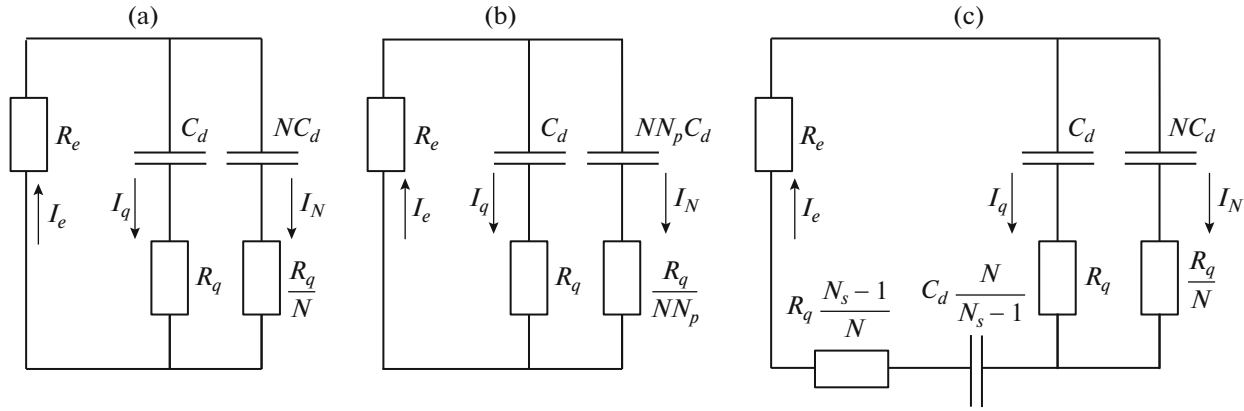 (a)
R_e
C_d
NC_d
I_e
I_q
I_N
R_q
R_q
N
(b)
R_e
C_d
NN_pC_d
I_e
I_q
I_N
R_q
R_q
NN_p
(c)
R_e
C_d
NC_d
I_e
I_q
I_N
R_q
R_q
N
R_q N_s – 1
N
C_d N
N_s – 1